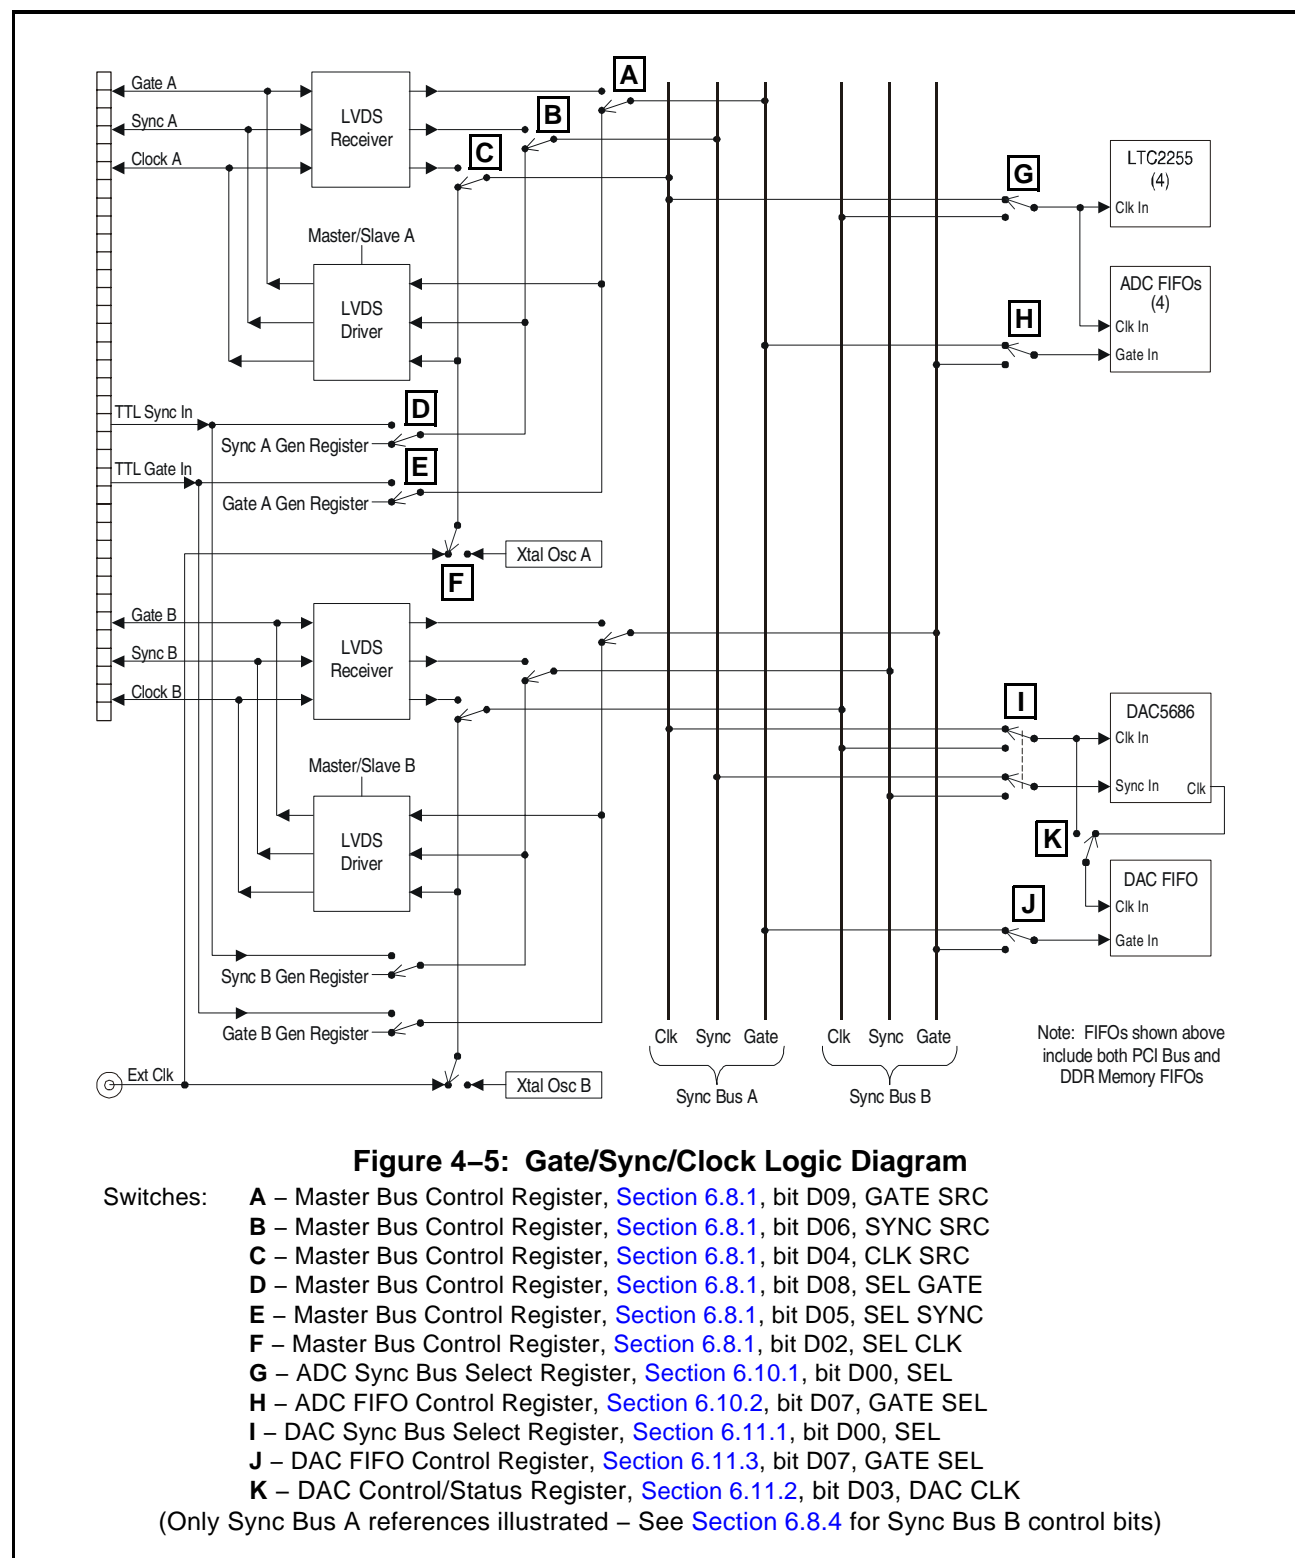 Gate A
Sync A
Clock A
LVDS
Receiver
A
B
C
Master/Slave A
LVDS
Driver
G
LTC2255
(4)
Clk In
ADC FIFOs
(4)
Clk In
Gate In
H
TTL Sync In
D
Sync A Gen Register
TTL Gate In
E
Gate A Gen Register
Xtal Osc A
F
Gate B
Sync B
Clock B
LVDS
Receiver
Master/Slave B
LVDS
Driver
I
DAC5686
Clk In
Sync In
Clk
K
DAC FIFO
Clk In
Gate In
J
Sync B Gen Register
Gate B Gen Register
Ext Clk
Xtal Osc B
Clk Sync Gate
Sync Bus A
Clk Sync Gate
Sync Bus B
Note: FIFOs shown above
include both PCI Bus and
DDR Memory FIFOs
Figure 4–5: Gate/Sync/Clock Logic Diagram
Switches: A – Master Bus Control Register, Section 6.8.1, bit D09, GATE SRC
B – Master Bus Control Register, Section 6.8.1, bit D06, SYNC SRC
C – Master Bus Control Register, Section 6.8.1, bit D04, CLK SRC
D – Master Bus Control Register, Section 6.8.1, bit D08, SEL GATE
E – Master Bus Control Register, Section 6.8.1, bit D05, SEL SYNC
F – Master Bus Control Register, Section 6.8.1, bit D02, SEL CLK
G – ADC Sync Bus Select Register, Section 6.10.1, bit D00, SEL
H – ADC FIFO Control Register, Section 6.10.2, bit D07, GATE SEL
I – DAC Sync Bus Select Register, Section 6.11.1, bit D00, SEL
J – DAC FIFO Control Register, Section 6.11.3, bit D07, GATE SEL
K – DAC Control/Status Register, Section 6.11.2, bit D03, DAC CLK
(Only Sync Bus A references illustrated – See Section 6.8.4 for Sync Bus B control bits)